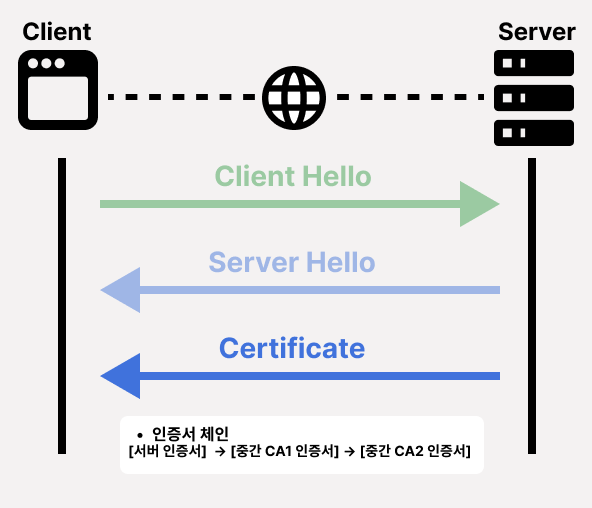 Client
Server
Client Hello
Server Hello
Certificate
• 인증서 체인
[서버 인증서] → [중간 CA1 인증서] → [중간 CA2 인증서]